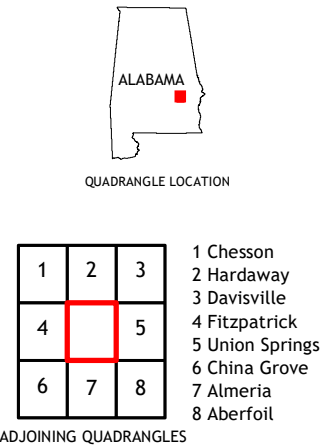 ALABAMA
QUADRANGLE LOCATION
1 2 3
4 5
6 7 8
1 Chesson
2 Hardaway
3 Davisville
4 Fitzpatrick
5 Union Springs
6 China Grove
7 Almeria
8 Aberfoil
ADJOINING QUADRANGLES